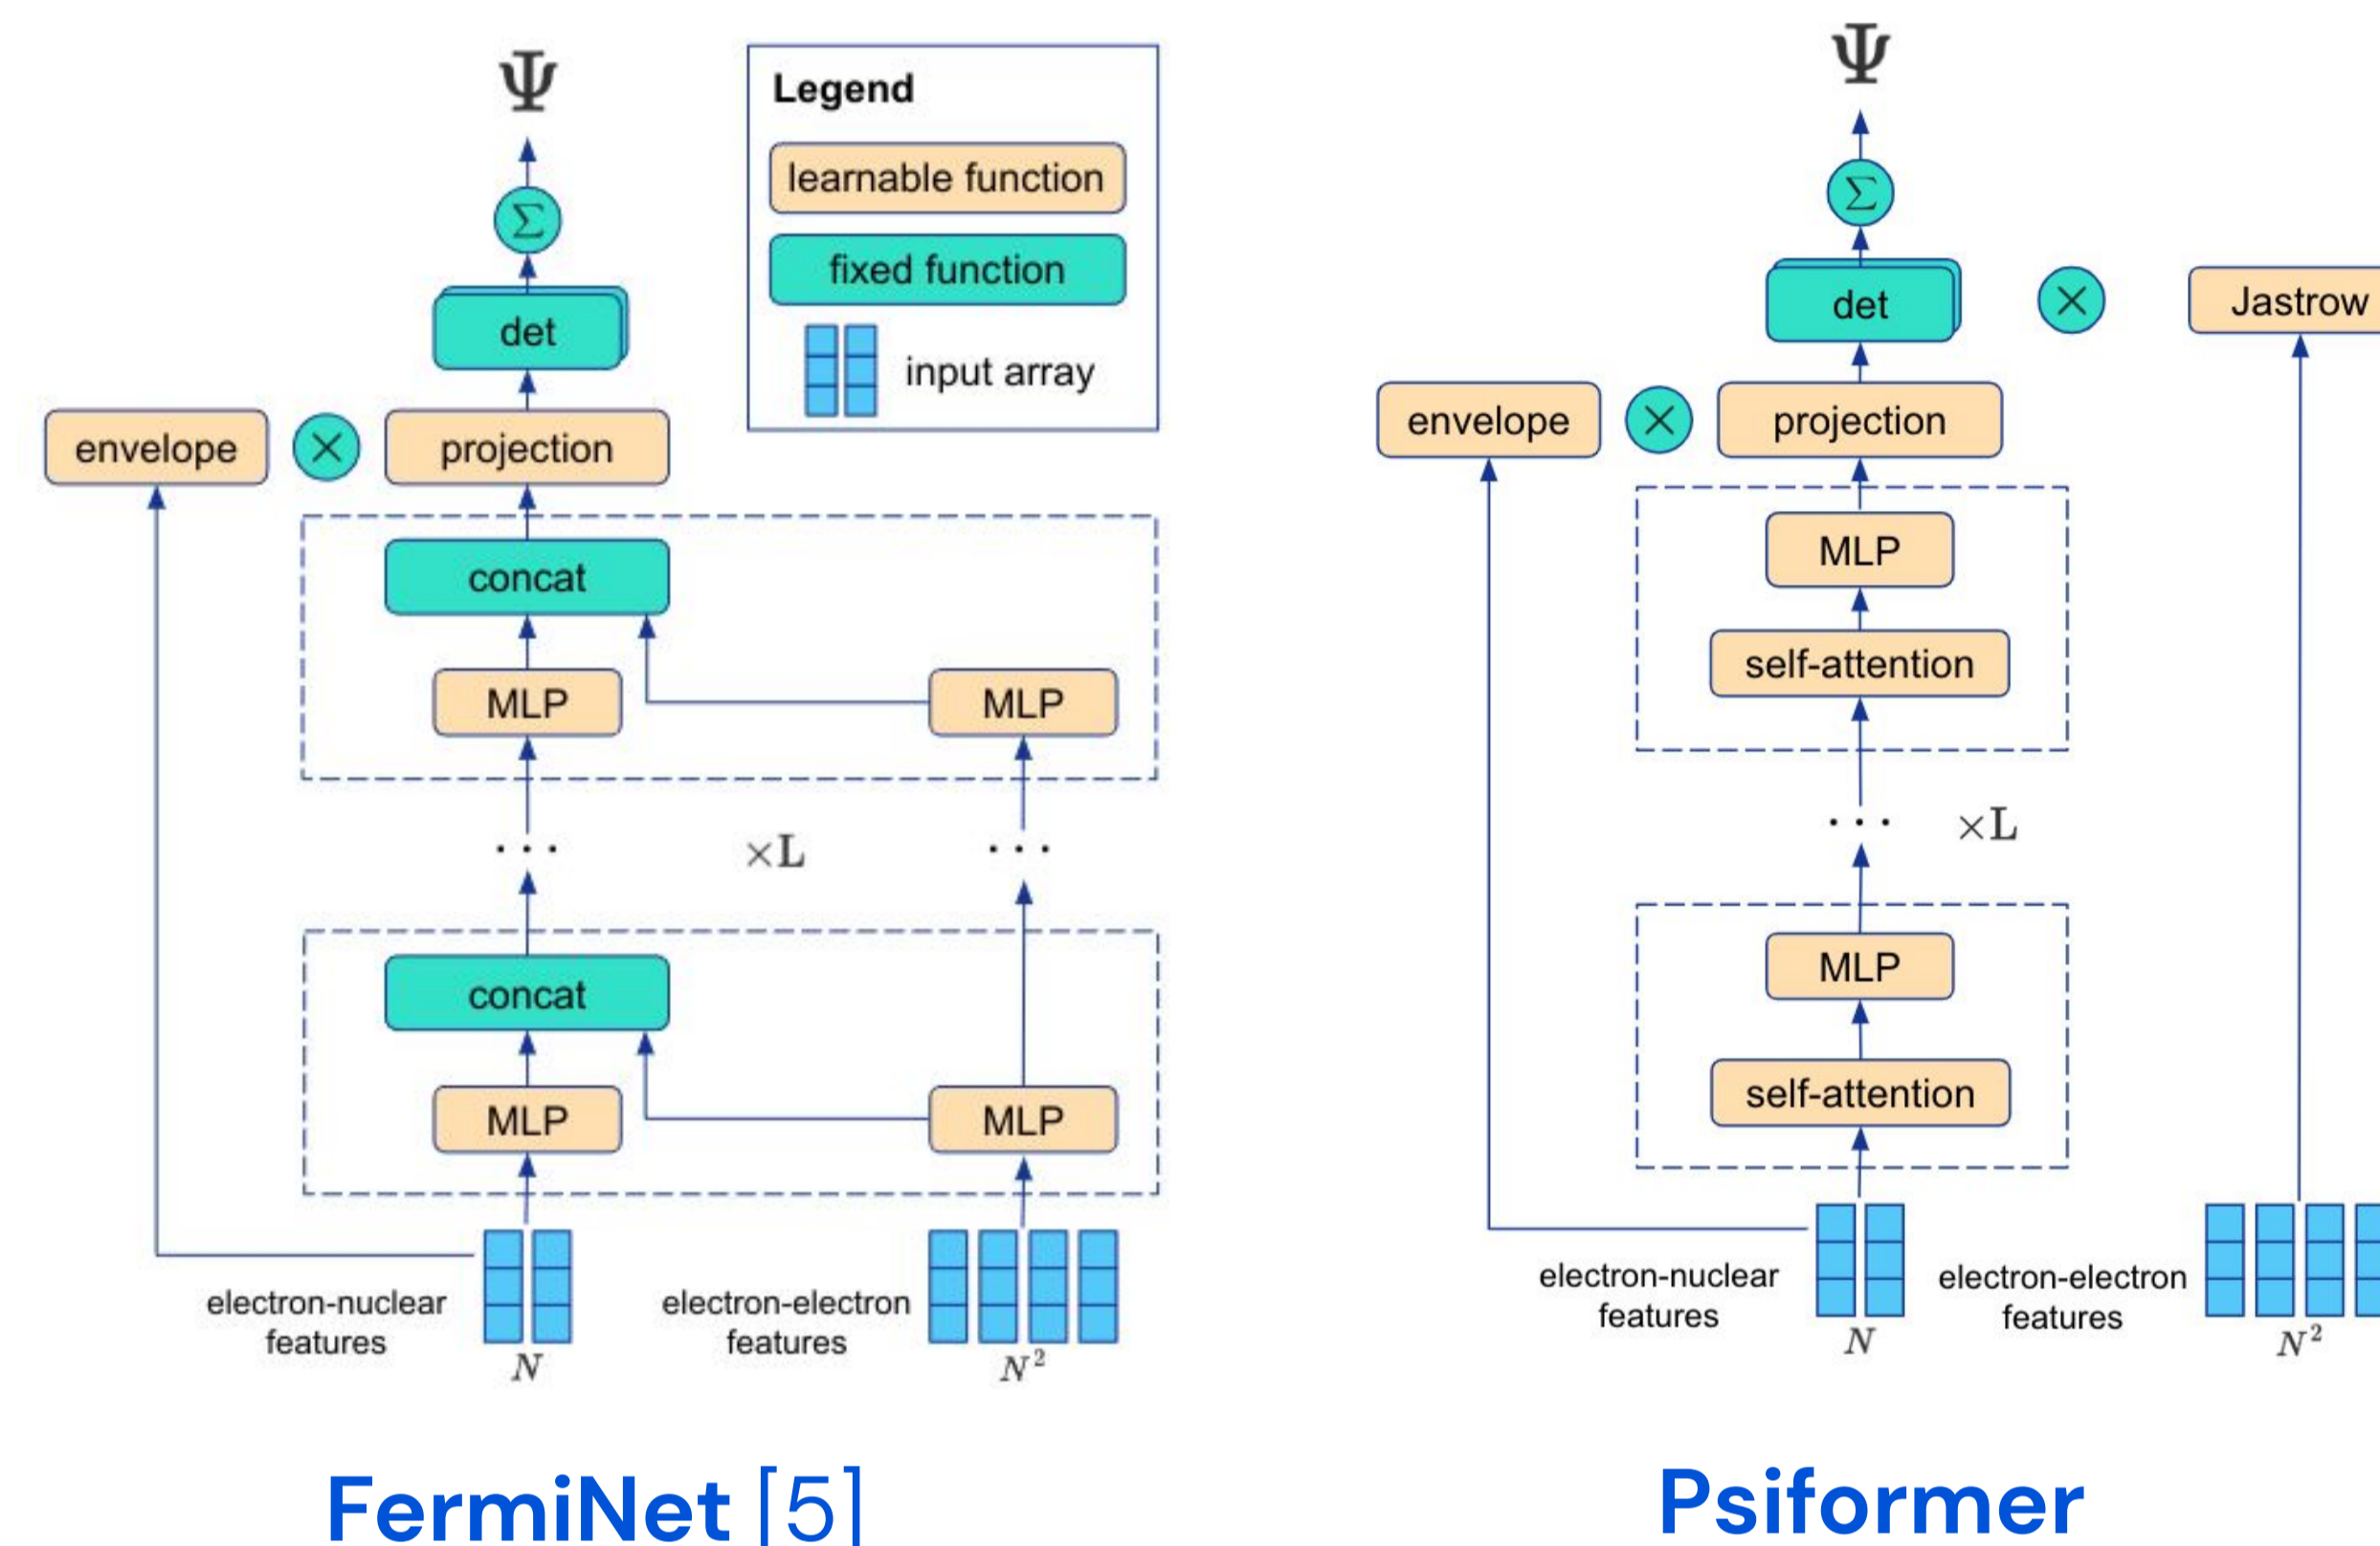 Ψ
Σ
det
envelope
×
projection
concat
MLP
MLP
...
×L
...
concat
MLP
MLP
electron-nuclear
features
N
electron-electron
features
N²
FermiNet [5]
Legend
learnable function
fixed function
input array
Ψ
Σ
det
×
Jastrow
envelope
×
projection
MLP
self-attention
...
×L
MLP
self-attention
electron-nuclear
features
N
electron-electron
features
N²
Psiformer